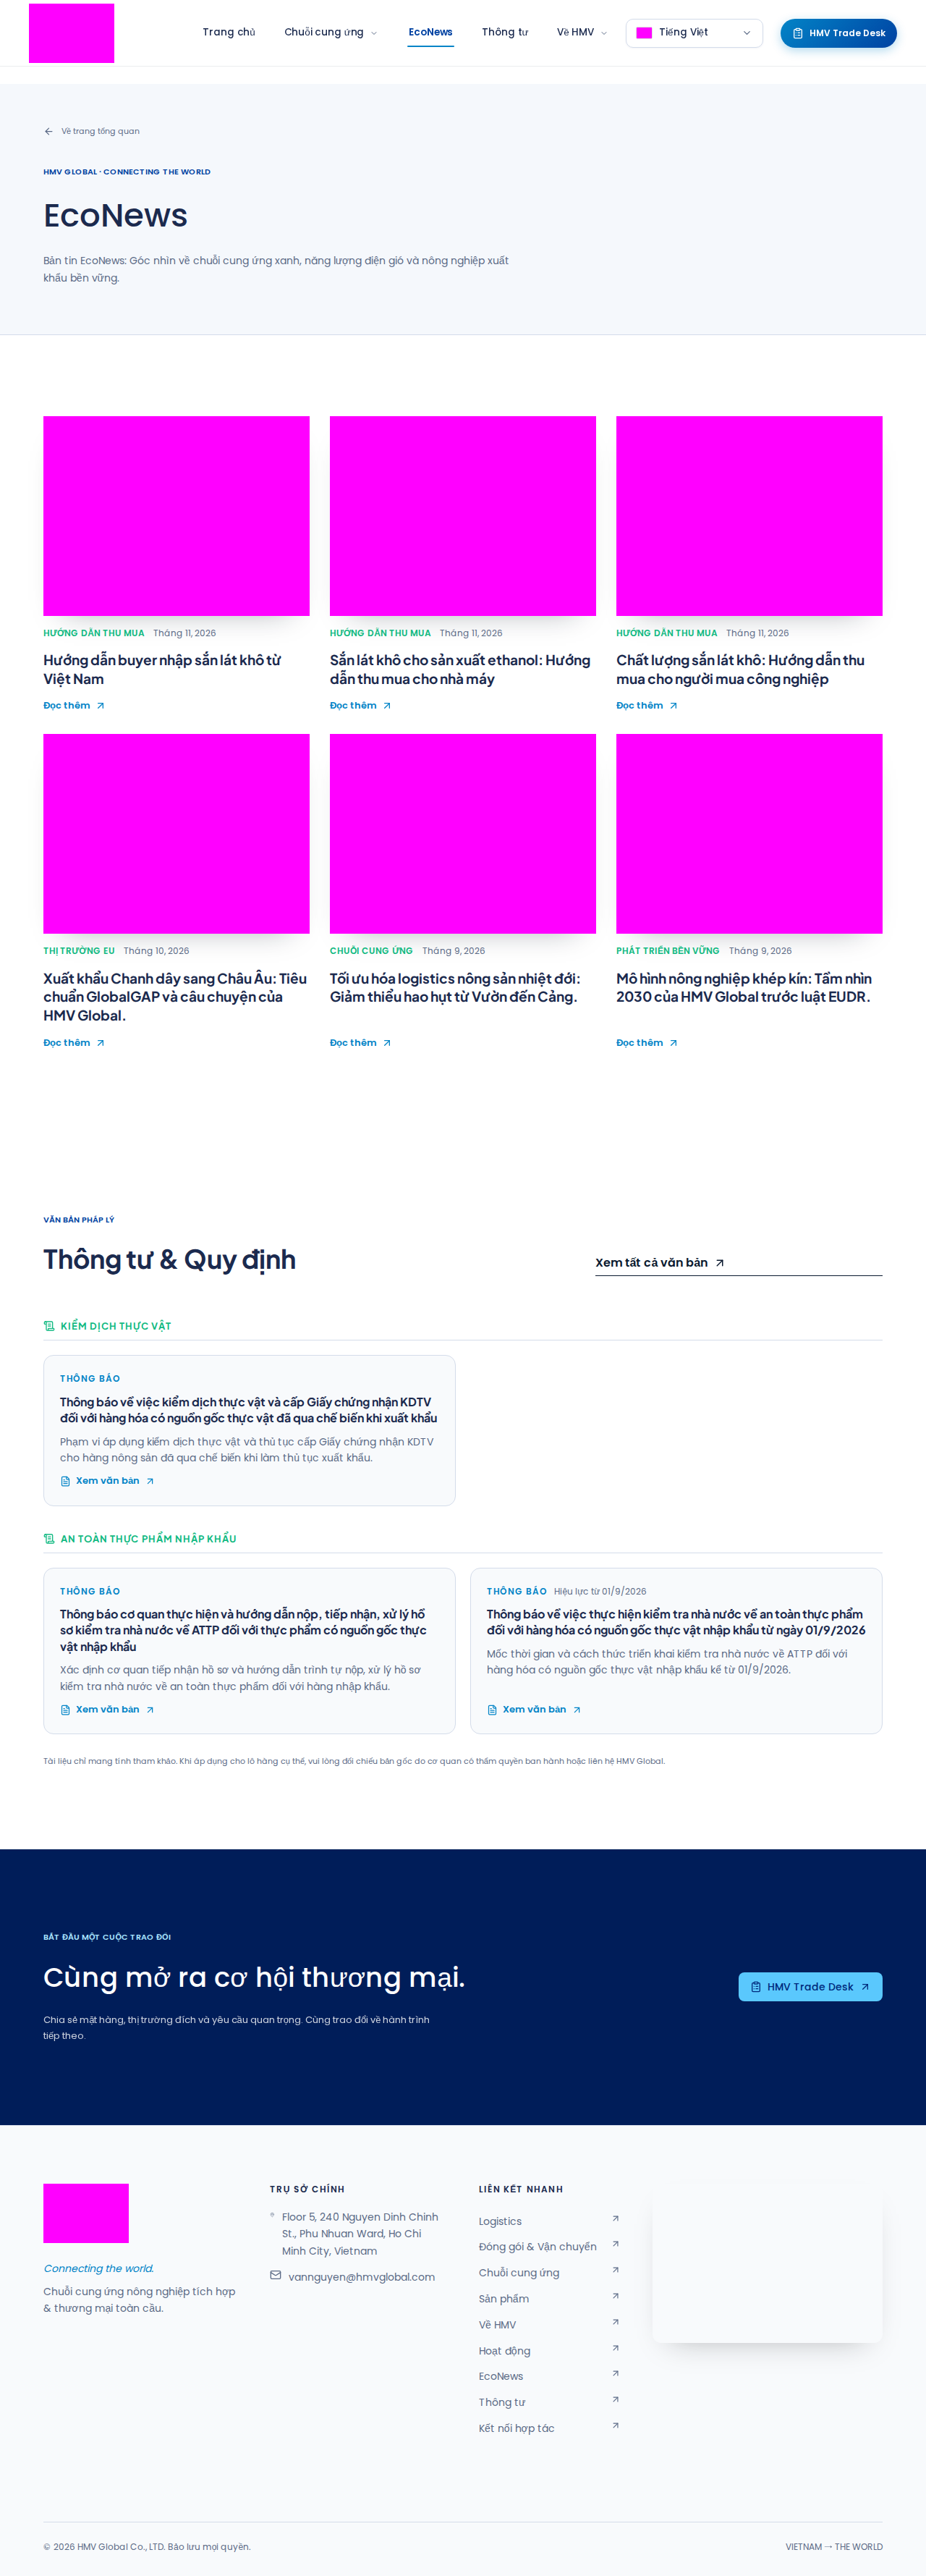 Trang chủ
Chuỗi cung ứng
EcoNews
Thông tư
Về HMV
Tiếng Việt
HMV Trade Desk
Về trang tổng quan
HMV GLOBAL · CONNECTING THE WORLD
EcoNews
Bản tin EcoNews: Góc nhìn về chuỗi cung ứng xanh, năng lượng điện gió và nông nghiệp xuất
khẩu bền vững.
HƯỚNG DẪN THU MUA Tháng 11, 2026
Hướng dẫn buyer nhập sắn lát khô từ
Việt Nam
Đọc thêm
HƯỚNG DẪN THU MUA Tháng 11, 2026
Sắn lát khô cho sản xuất ethanol: Hướng
dẫn thu mua cho nhà máy
Đọc thêm
HƯỚNG DẪN THU MUA Tháng 11, 2026
Chất lượng sắn lát khô: Hướng dẫn thu
mua cho người mua công nghiệp
Đọc thêm
THỊ TRƯỜNG EU Tháng 10, 2026
Xuất khẩu Chanh dây sang Châu Âu: Tiêu
chuẩn GlobalGAP và câu chuyện của
HMV Global.
Đọc thêm
CHUỖI CUNG ỨNG Tháng 9, 2026
Tối ưu hóa logistics nông sản nhiệt đới:
Giảm thiểu hao hụt từ Vườn đến Cảng.
Đọc thêm
PHÁT TRIỂN BỀN VỮNG Tháng 9, 2026
Mô hình nông nghiệp khép kín: Tầm nhìn
2030 của HMV Global trước luật EUDR.
Đọc thêm
VĂN BẢN PHÁP LÝ
Thông tư & Quy định
Xem tất cả văn bản
KIỂM DỊCH THỰC VẬT
THÔNG BÁO
Thông báo về việc kiểm dịch thực vật và cấp Giấy chứng nhận KDTV
đối với hàng hóa có nguồn gốc thực vật đã qua chế biến khi xuất khẩu
Phạm vi áp dụng kiểm dịch thực vật và thủ tục cấp Giấy chứng nhận KDTV
cho hàng nông sản đã qua chế biến khi làm thủ tục xuất khẩu.
Xem văn bản
AN TOÀN THỰC PHẨM NHẬP KHẨU
THÔNG BÁO
Thông báo cơ quan thực hiện và hướng dẫn nộp, tiếp nhận, xử lý hồ
sơ kiểm tra nhà nước về ATTP đối với thực phẩm có nguồn gốc thực
vật nhập khẩu
Xác định cơ quan tiếp nhận hồ sơ và hướng dẫn trình tự nộp, xử lý hồ sơ
kiểm tra nhà nước về an toàn thực phẩm đối với hàng nhập khẩu.
Xem văn bản
THÔNG BÁO Hiệu lực từ 01/9/2026
Thông báo về việc thực hiện kiểm tra nhà nước về an toàn thực phẩm
đối với hàng hóa có nguồn gốc thực vật nhập khẩu từ ngày 01/9/2026
Mốc thời gian và cách thức triển khai kiểm tra nhà nước về ATTP đối với
hàng hóa có nguồn gốc thực vật nhập khẩu kể từ 01/9/2026.
Xem văn bản
Tài liệu chỉ mang tính tham khảo. Khi áp dụng cho lô hàng cụ thể, vui lòng đối chiếu bản gốc do cơ quan có thẩm quyền ban hành hoặc liên hệ HMV Global.
BẮT ĐẦU MỘT CUỘC TRAO ĐỔI
Cùng mở ra cơ hội thương mại.
Chia sẻ mặt hàng, thị trường đích và yêu cầu quan trọng. Cùng trao đổi về hành trình
tiếp theo.
HMV Trade Desk
Connecting the world.
Chuỗi cung ứng nông nghiệp tích hợp
& thương mại toàn cầu.
TRỤ SỞ CHÍNH
Floor 5, 240 Nguyen Dinh Chinh
St., Phu Nhuan Ward, Ho Chi
Minh City, Vietnam
vannguyen@hmvglobal.com
LIÊN KẾT NHANH
Logistics
Đóng gói & Vận chuyển
Chuỗi cung ứng
Sản phẩm
Về HMV
Hoạt động
EcoNews
Thông tư
Kết nối hợp tác
© 2026 HMV Global Co., LTD. Bảo lưu mọi quyền.
VIETNAM → THE WORLD